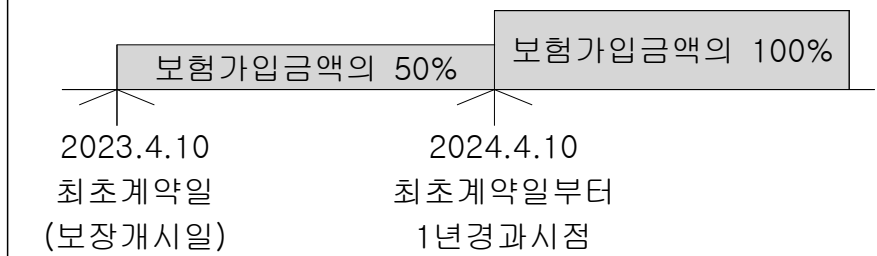 보험가입금액의 50%
보험가입금액의 100%
2023.4.10
최초계약일
(보장개시일)
2024.4.10
최초계약일부터
1년경과시점